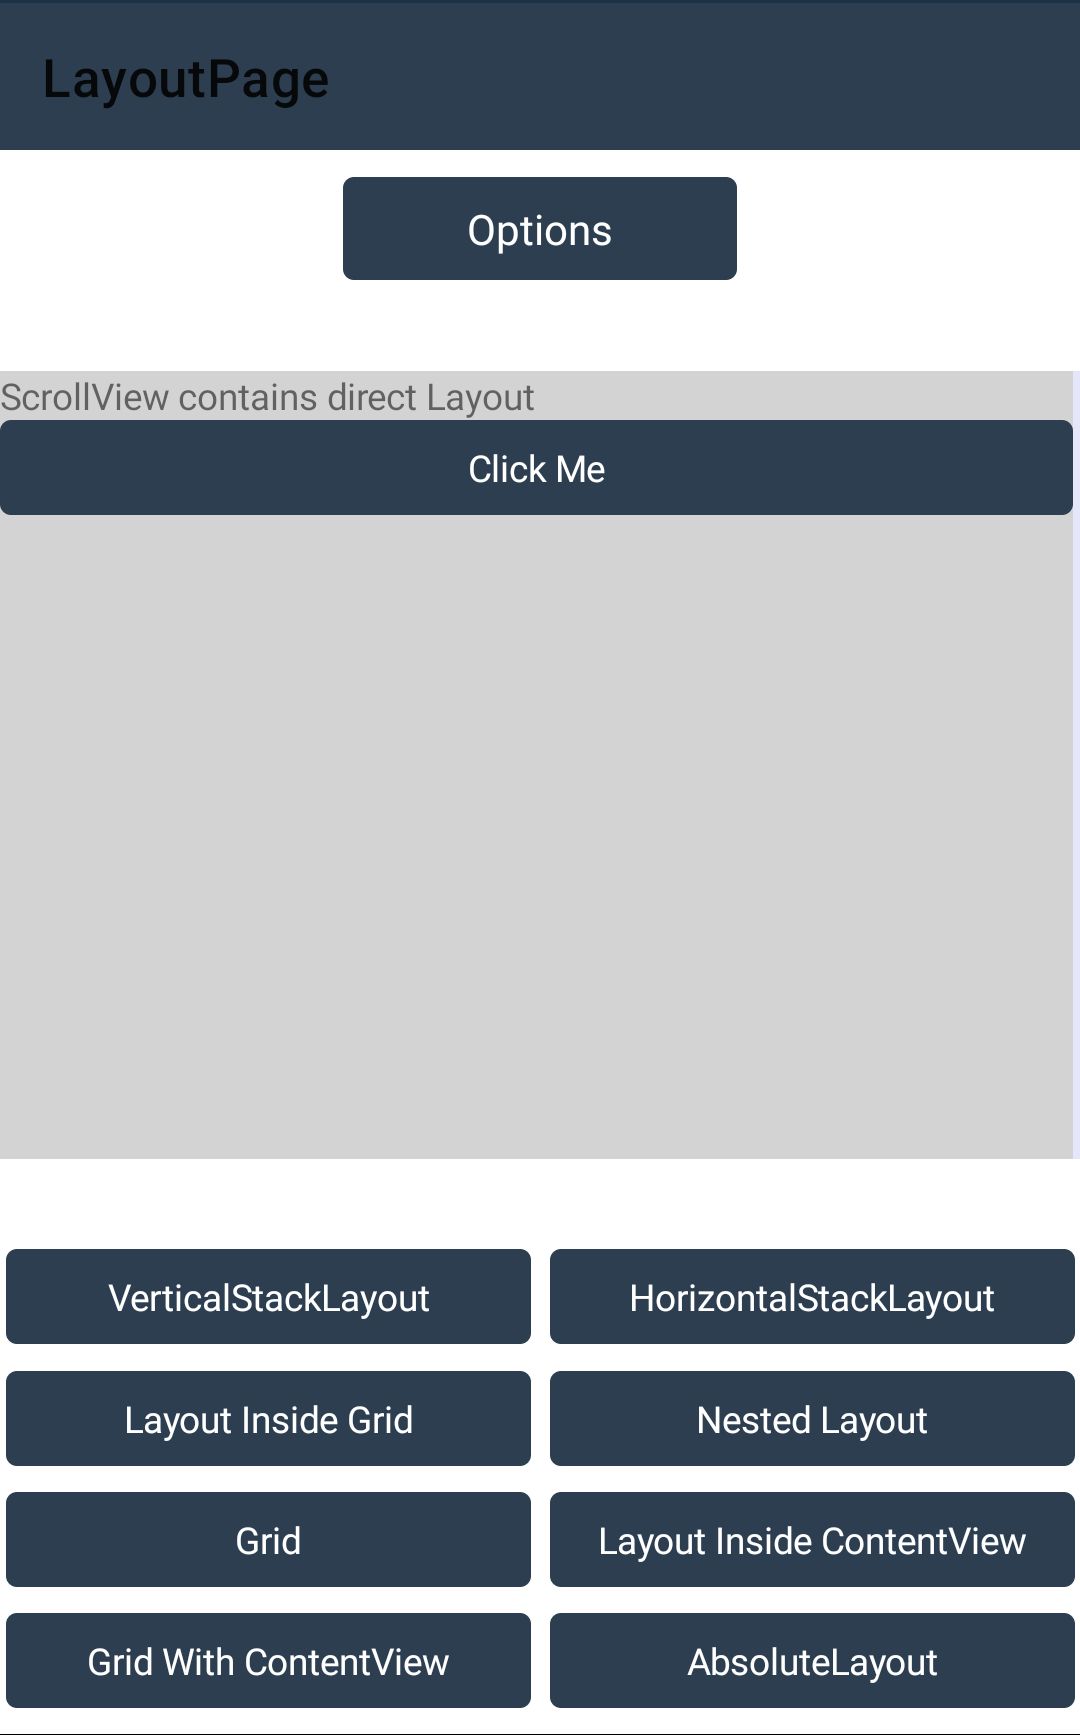 LayoutPage
Options
ScrollView contains direct Layout
Click Me
VerticalStackLayout
HorizontalStackLayout
Layout Inside Grid
Nested Layout
Grid
Layout Inside ContentView
Grid With ContentView
AbsoluteLayout